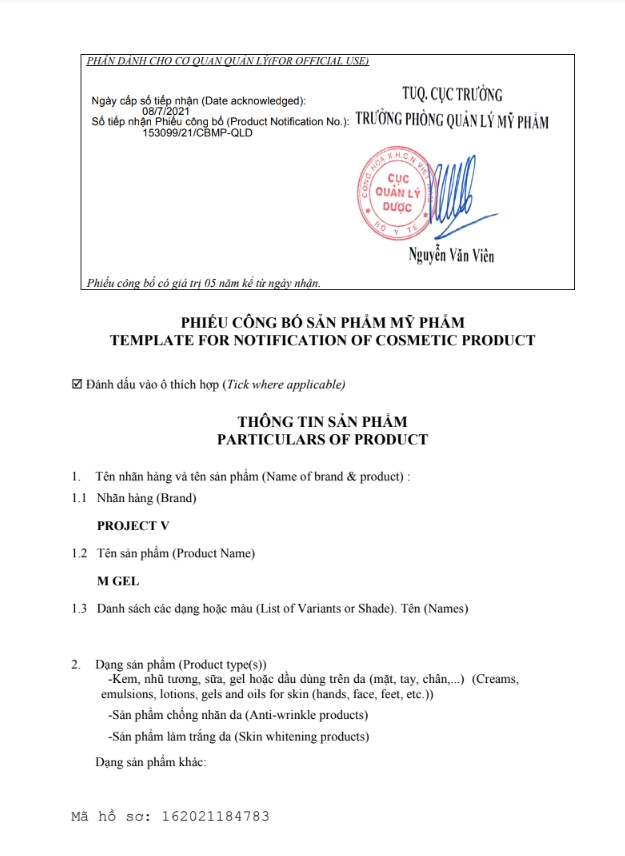 PHẦN DÀNH CHO CƠ QUAN QUẢN LÝ(FOR OFFICIAL USE)
Ngày cấp số tiếp nhận (Date acknowledged):
08/7/2021
Số tiếp nhận Phiếu công bố (Product Notification No.):
153099/21/CBMP-QLD
TUQ. CỤC TRƯỞNG
TRƯỞNG PHÒNG QUẢN LÝ MỸ PHẨM
CỘNG HÒA X.H.C.N VIỆT NAM
CỤC
QUẢN LÝ
DƯỢC
BỘ Y TẾ
Nguyễn Văn Viên
Phiếu công bố có giá trị 05 năm kể từ ngày nhận.
PHIẾU CÔNG BỐ SẢN PHẨM MỸ PHẨM
TEMPLATE FOR NOTIFICATION OF COSMETIC PRODUCT
☑ Đánh dấu vào ô thích hợp (Tick where applicable)
THÔNG TIN SẢN PHẨM
PARTICULARS OF PRODUCT
1. Tên nhãn hàng và tên sản phẩm (Name of brand & product) :
1.1 Nhãn hàng (Brand)
PROJECT V
1.2 Tên sản phẩm (Product Name)
M GEL
1.3 Danh sách các dạng hoặc màu (List of Variants or Shade). Tên (Names)
2. Dạng sản phẩm (Product type(s))
-Kem, nhũ tương, sữa, gel hoặc dầu dùng trên da (mặt, tay, chân,...) (Creams,
emulsions, lotions, gels and oils for skin (hands, face, feet, etc.))
-Sản phẩm chống nhăn da (Anti-wrinkle products)
-Sản phẩm làm trắng da (Skin whitening products)
Dạng sản phẩm khác:
Mã hồ sơ: 162021184783